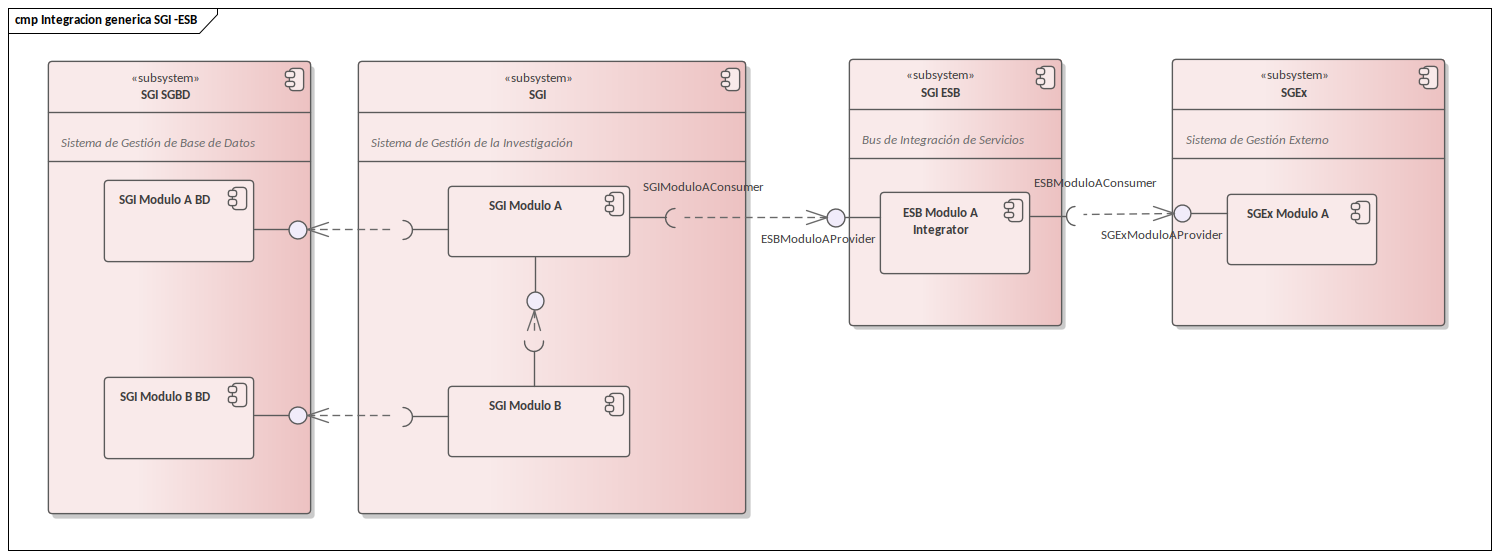 cmp Integracion generica SGI -ESB
«subsystem»
SGI SGBD
Sistema de Gestión de Base de Datos
SGI Modulo A BD
SGI Modulo B BD
«subsystem»
SGI
Sistema de Gestión de la Investigación
SGI Modulo A
SGIModuloAConsumer
SGI Modulo B
«subsystem»
SGI ESB
Bus de Integración de Servicios
ESBModuloAProvider
ESB Modulo A
Integrator
ESBModuloAConsumer
«subsystem»
SGEx
Sistema de Gestión Externo
SGExModuloAProvider
SGEx Modulo A